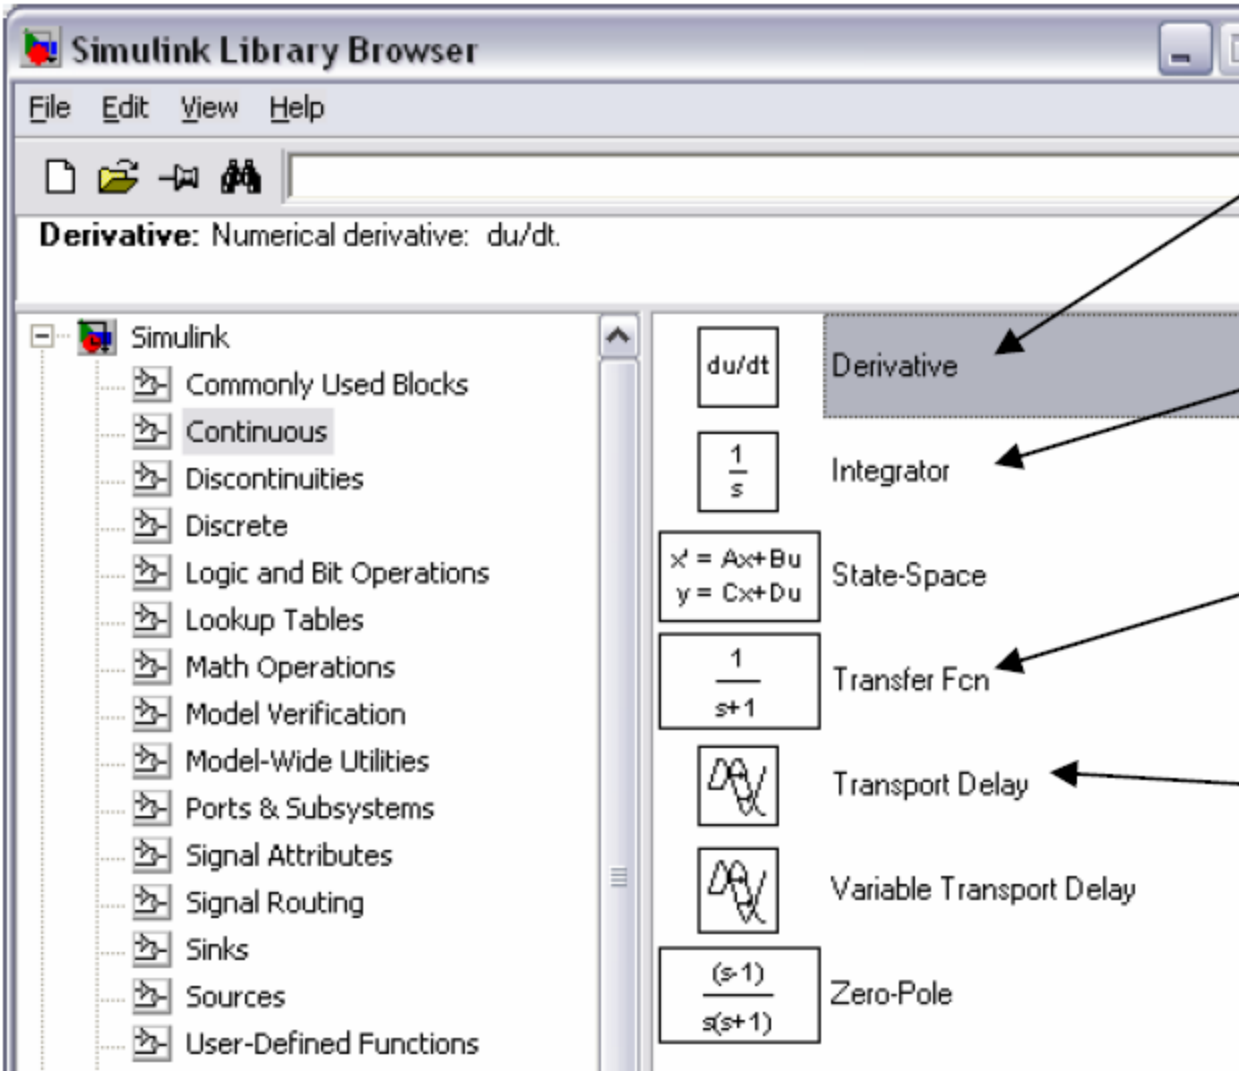 Simulink Library Browser
File Edit View Help
Derivative: Numerical derivative: du/dt.
Simulink
Commonly Used Blocks
Continuous
Discontinuities
Discrete
Logic and Bit Operations
Lookup Tables
Math Operations
Model Verification
Model-Wide Utilities
Ports & Subsystems
Signal Attributes
Signal Routing
Sinks
Sources
User-Defined Functions
du/dt Derivative
1
s
Integrator
x' = Ax+Bu
y = Cx+Du
State-Space
1
s+1
Transfer Fcn
Transport Delay
Variable Transport Delay
(s-1)
s(s+1)
Zero-Pole